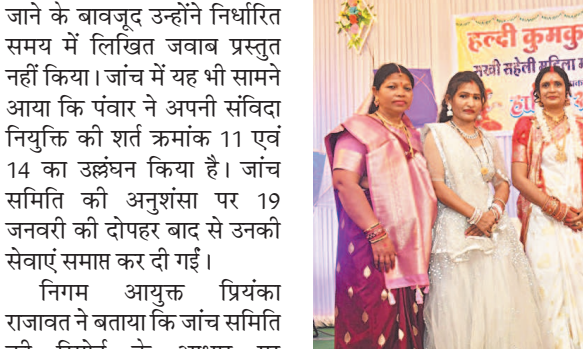 जाने के बावजूद उन्होंने निर्धारित
समय में लिखित जवाब प्रस्तुत
नहीं किया। जांच में यह भी सामने
आया कि पंवार ने अपनी संविदा
नियुक्ति की शर्त क्रमांक 11 एवं
14 का उल्लंघन किया है। जांच
समिति की अनुशंसा पर 19
जनवरी की दोपहर बाद से उनकी
सेवाएं समाप्त कर दी गईं।
निगम आयुक्त प्रियंका
राजावत ने बताया कि जांच समिति
हल्दी कुमकु
सखी सहेली महिला म